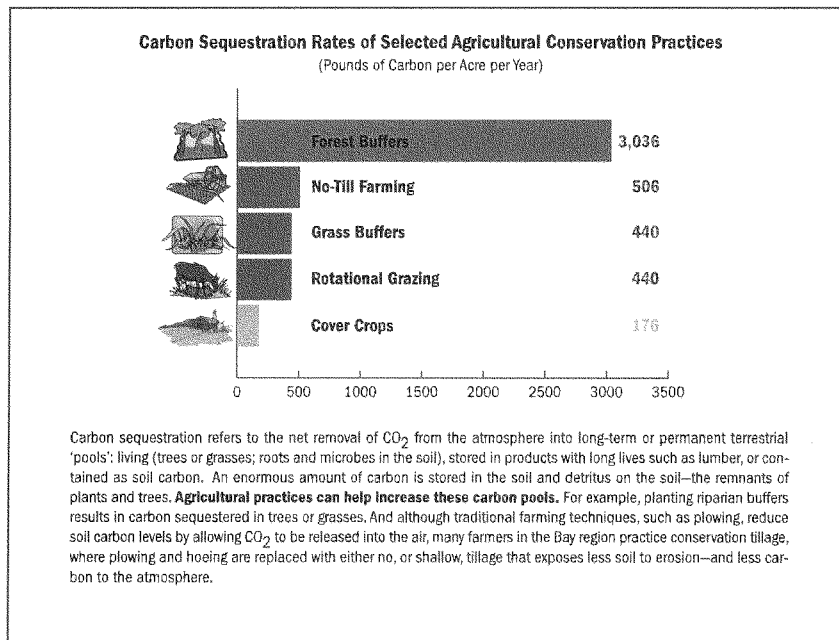 Carbon Sequestration Rates of Selected Agricultural Conservation Practices
(Pounds of Carbon per Acre per Year)
Forest Buffers 3,036
No-Till Farming 506
Grass Buffers 440
Rotational Grazing 440
Cover Crops 176
0 500 1000 1500 2000 2500 3000 3500
Carbon sequestration refers to the net removal of CO2 from the atmosphere into long-term or permanent terrestrial
'pools': living (trees or grasses; roots and microbes in the soil), stored in products with long lives such as lumber, or con-
tained as soil carbon. An enormous amount of carbon is stored in the soil and detritus on the soil—the remnants of
plants and trees. Agricultural practices can help increase these carbon pools. For example, planting riparian buffers
results in carbon sequestered in trees or grasses. And although traditional farming techniques, such as plowing, reduce
soil carbon levels by allowing CO2 to be released into the air, many farmers in the Bay region practice conservation tillage,
where plowing and hoeing are replaced with either no, or shallow, tillage that exposes less soil to erosion—and less car-
bon to the atmosphere.